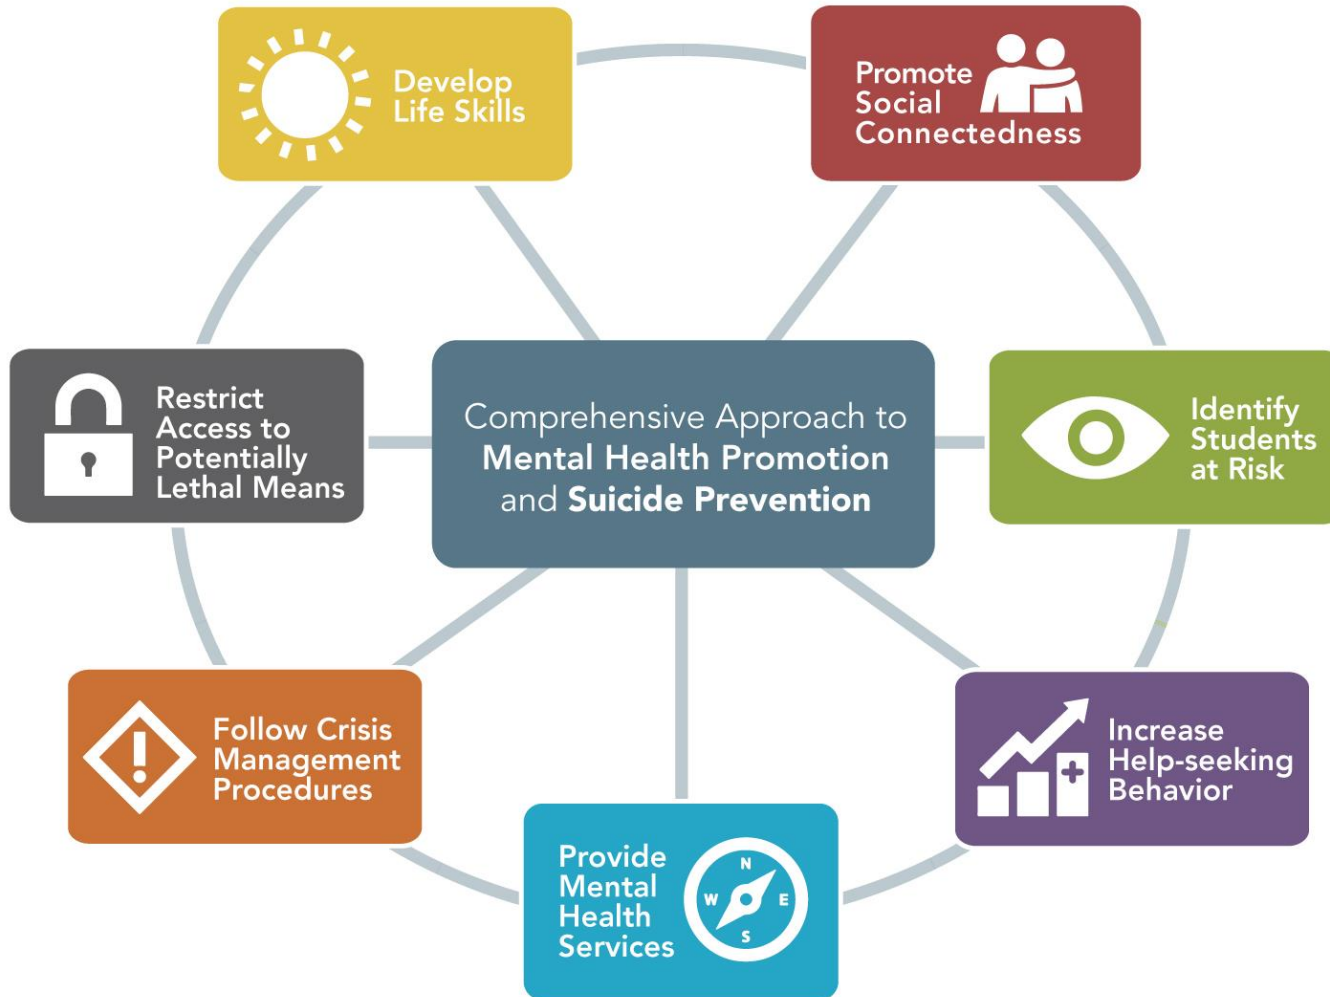 Develop
Life Skills
Promote
Social
Connectedness
Restrict
Access to
Potentially
Lethal Means
Comprehensive Approach to
Mental Health Promotion
and Suicide Prevention
Identify
Students
at Risk
Follow Crisis
Management
Procedures
Increase
Help-seeking
Behavior
Provide
Mental
Health
Services
N
W E
S